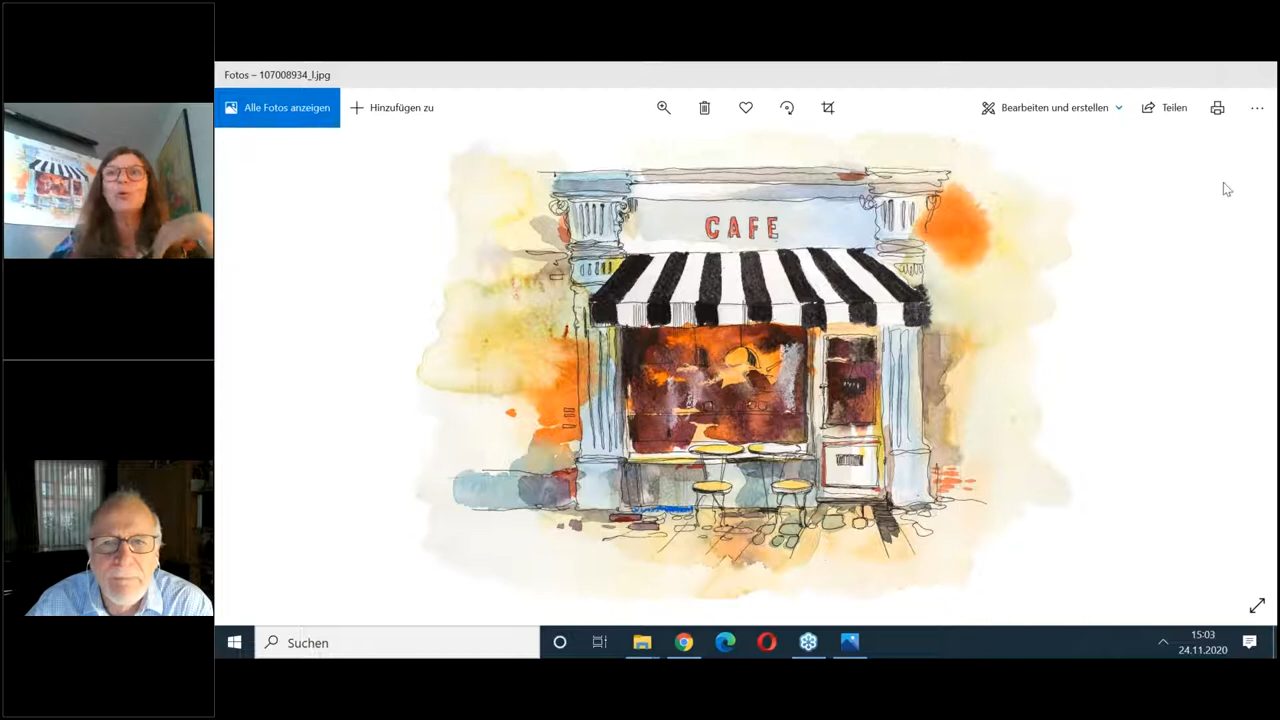 Fotos – 107008934_l.jpg
Alle Fotos anzeigen
Hinzufügen zu
Bearbeiten und erstellen
Teilen
CAFE
Suchen
15:03
24.11.2020